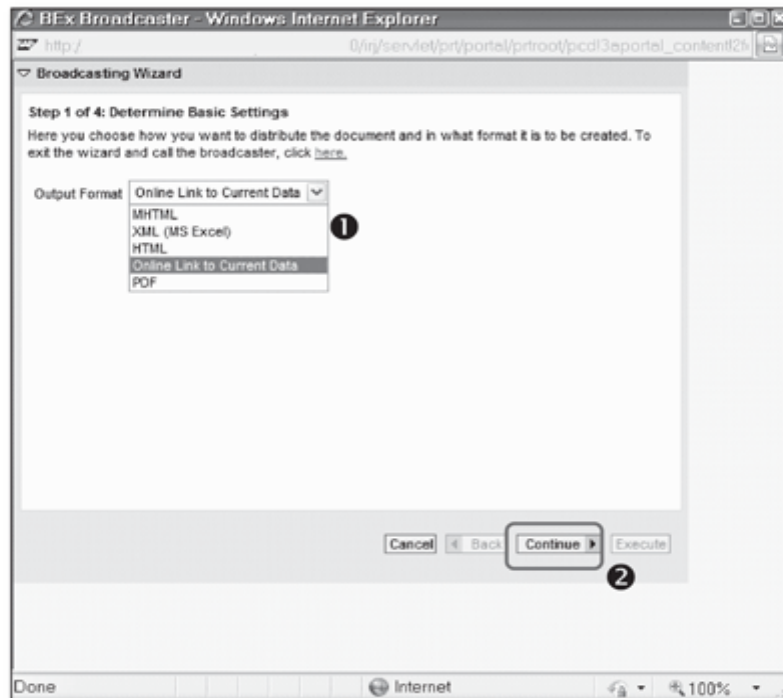 BEx Broadcaster - Windows Internet Explorer
http:/ 0/irj/servlet/prt/portal/prtroot/pcd!3aportal_content!2f
Broadcasting Wizard
Step 1 of 4: Determine Basic Settings
Here you choose how you want to distribute the document and in what format it is to be created. To
exit the wizard and call the broadcaster, click here.
Output Format Online Link to Current Data
MHTML
XML (MS Excel)
HTML
Online Link to Current Data
PDF
❶
Cancel Back Continue Execute
❷
Done Internet 100%